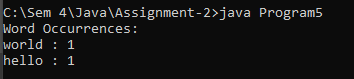 C:\Sem 4\Java\Assignment-2>java Program5
Word Occurrences:
world : 1
hello : 1